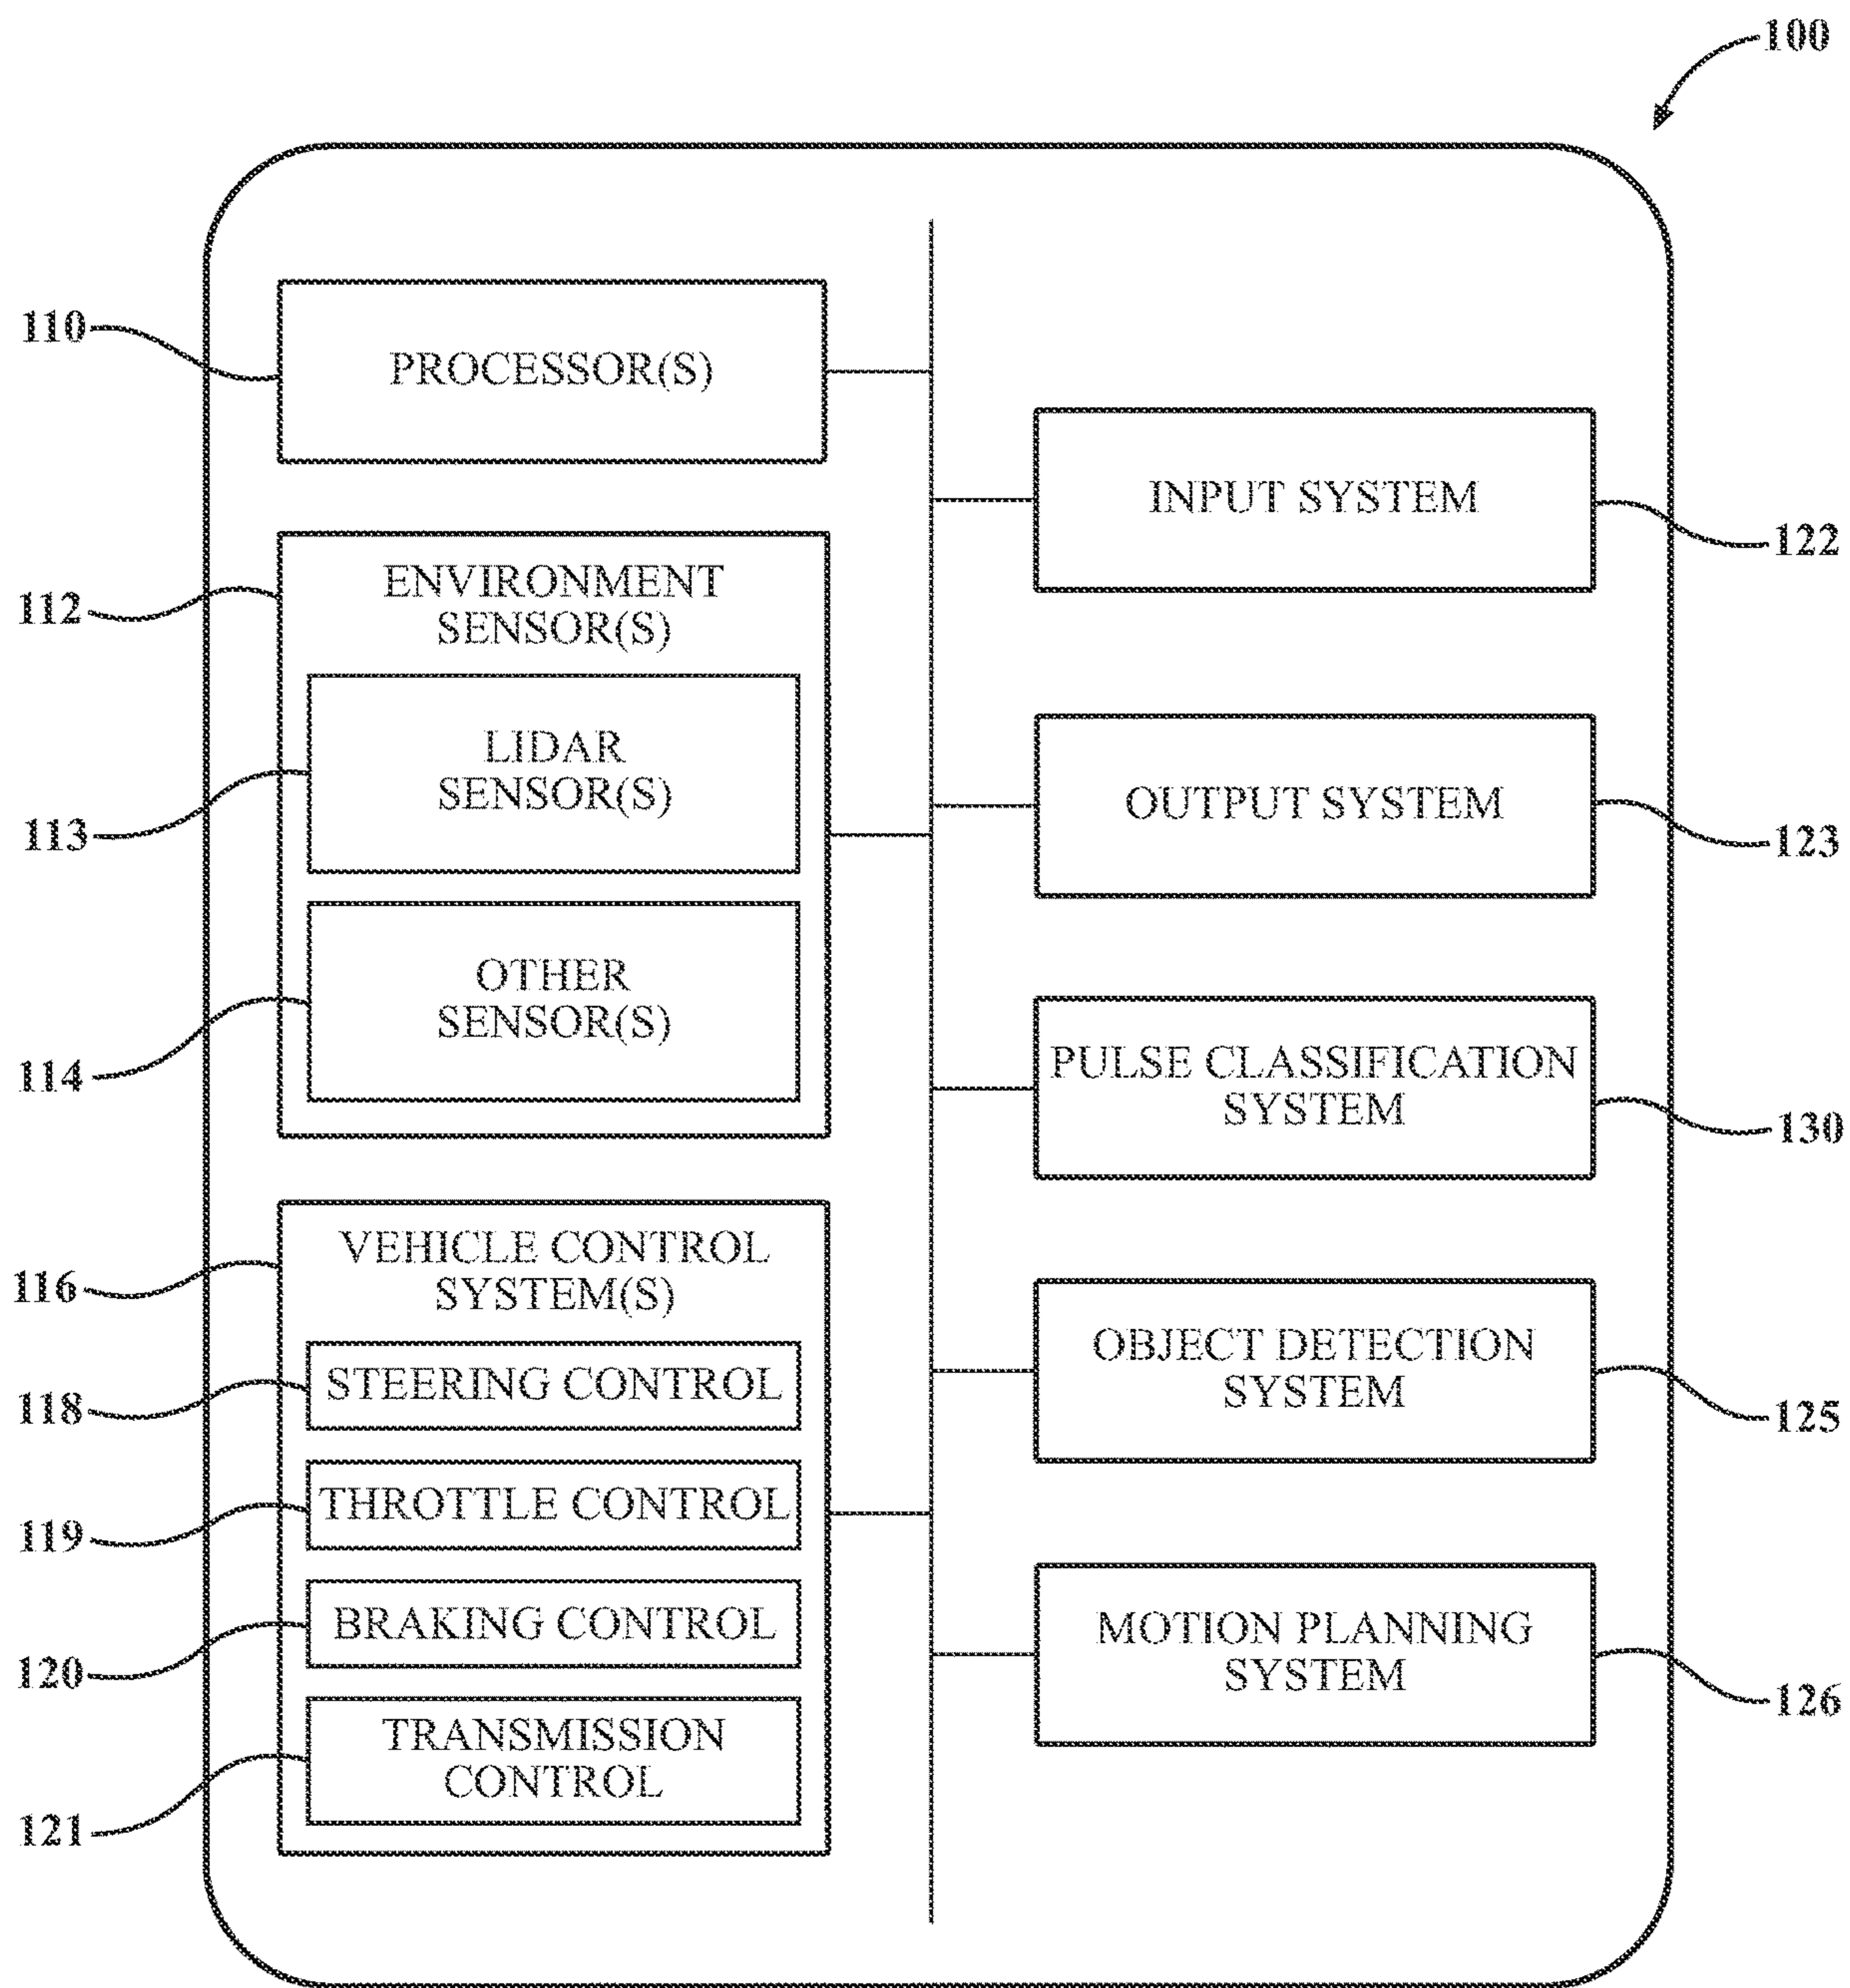 100
110
PROCESSOR(S)
INPUT SYSTEM
122
112
ENVIRONMENT
SENSOR(S)
LIDAR
SENSOR(S)
113
OUTPUT SYSTEM
123
OTHER
SENSOR(S)
114
PULSE CLASSIFICATION
SYSTEM
130
VEHICLE CONTROL
SYSTEM(S)
116
STEERING CONTROL
118
OBJECT DETECTION
SYSTEM
125
THROTTLE CONTROL
119
BRAKING CONTROL
120
MOTION PLANNING
SYSTEM
126
TRANSMISSION
CONTROL
121